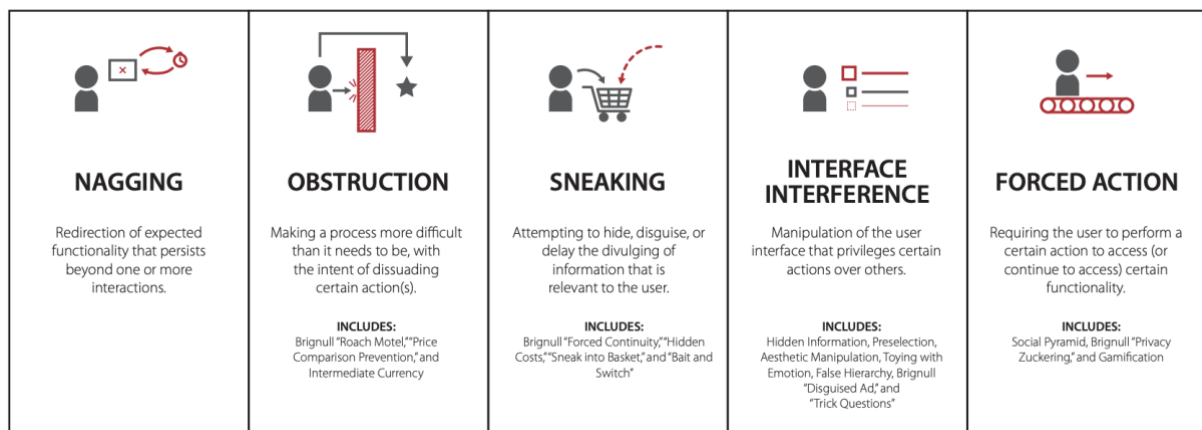 NAGGING
Redirection of expected
functionality that persists
beyond one or more
interactions.
OBSTRUCTION
Making a process more difficult
than it needs to be, with
the intent of dissuading
certain action(s).
INCLUDES:
Brignull “Roach Motel,” “Price
Comparison Prevention,” and
Intermediate Currency
SNEAKING
Attempting to hide, disguise, or
delay the divulging of
information that is
relevant to the user.
INCLUDES:
Brignull “Forced Continuity,” “Hidden
Costs,” “Sneak into Basket,” and “Bait and
Switch”
INTERFACE
INTERFERENCE
Manipulation of the user
interface that privileges certain
actions over others.
INCLUDES:
Hidden Information, Preselection,
Aesthetic Manipulation, Toying with
Emotion, False Hierarchy, Brignull
“Disguised Ad,” and
“Trick Questions”
FORCED ACTION
Requiring the user to perform a
certain action to access (or
continue to access) certain
functionality.
INCLUDES:
Social Pyramid, Brignull “Privacy
Zuckering,” and Gamification